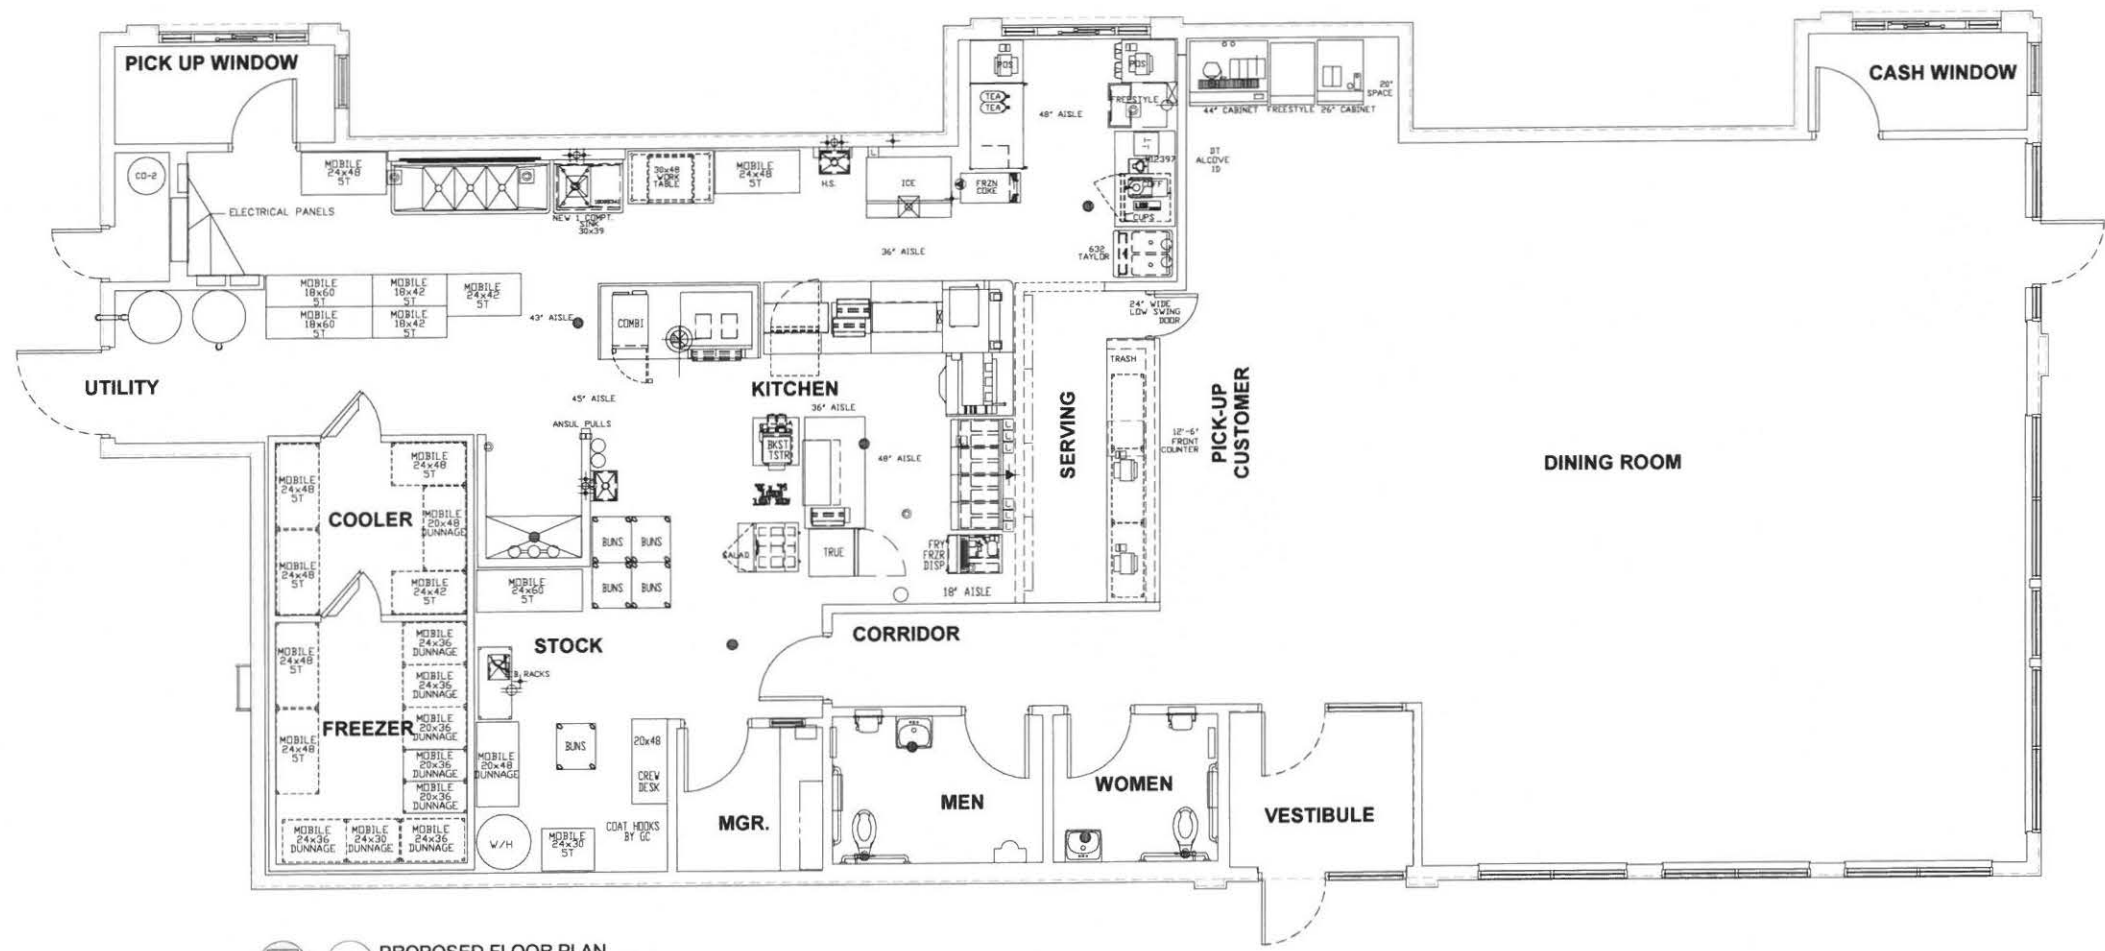 PICK UP WINDOW
CASH WINDOW
POS
POS
TEA
TEA
FREESTYLE
48" AISLE
44" CABINET
FREESTYLE
26" CABINET
20"
SPACE
DT
ALCOVE
ID
CO-2
MOBILE
24x48
5T
NEW 1 COMPT.
SINK
30x39
30x48
WORK
TABLE
MOBILE
24x48
5T
H.S.
ICE
FRZN
COKE
CUPS
ELECTRICAL PANELS
36" AISLE
632
TAYLOR
MOBILE
18x60
5T
MOBILE
18x42
5T
MOBILE
24x42
5T
MOBILE
18x60
5T
MOBILE
18x42
5T
43" AISLE
COMBI
24" WIDE
LOW SWING
DOOR
TRASH
UTILITY
KITCHEN
45" AISLE
36" AISLE
ANSUL PULLS
BKST
TSTR
48" AISLE
SERVING
12'-6"
FRONT
COUNTER
PICK-UP
CUSTOMER
DINING ROOM
MOBILE
24x48
5T
MOBILE
24x48
5T
COOLER
MOBILE
20x48
DUNNAGE
MOBILE
24x48
5T
MOBILE
24x42
5T
BUNS
BUNS
BUNS
BUNS
SALAD
TRUE
FRY
FRZR
DISP
18" AISLE
MOBILE
24x60
5T
STOCK
CORRIDOR
MOBILE
24x48
5T
MOBILE
24x36
DUNNAGE
MOBILE
24x36
DUNNAGE
FREEZER
MOBILE
20x36
DUNNAGE
MOBILE
24x48
5T
MOBILE
20x36
DUNNAGE
MOBILE
20x36
DUNNAGE
RACKS
BUNS
20x48
CREW
DESK
MOBILE
20x48
DUNNAGE
MOBILE
24x36
DUNNAGE
MOBILE
24x30
DUNNAGE
MOBILE
24x36
DUNNAGE
W/H
MOBILE
24x30
5T
COAT HOOKS
BY GC
MGR.
MEN
WOMEN
VESTIBULE
PROPOSED FLOOR PLAN